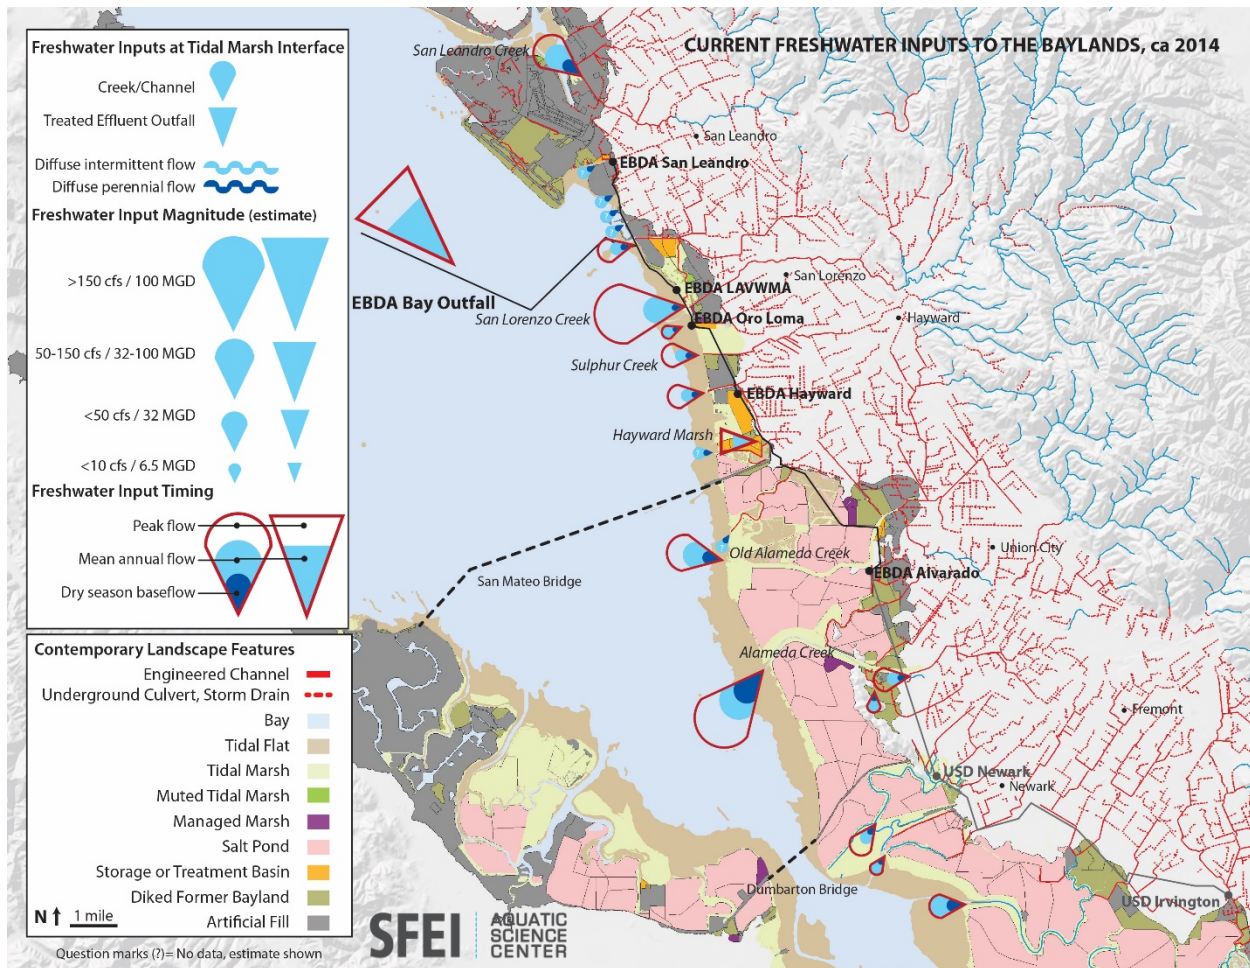 CURRENT FRESHWATER INPUTS TO THE BAYLANDS, ca 2014
Freshwater Inputs at Tidal Marsh Interface
Creek/Channel
Treated Effluent Outfall
Diffuse intermittent flow
Diffuse perennial flow
Freshwater Input Magnitude (estimate)
>150 cfs / 100 MGD
50-150 cfs / 32-100 MGD
<50 cfs / 32 MGD
<10 cfs / 6.5 MGD
Freshwater Input Timing
Peak flow
Mean annual flow
Dry season baseflow
Contemporary Landscape Features
Engineered Channel
Underground Culvert, Storm Drain
Bay
Tidal Flat
Tidal Marsh
Muted Tidal Marsh
Managed Marsh
Salt Pond
Storage or Treatment Basin
Diked Former Bayland
Artificial Fill
N
1 mile
Question marks (?)= No data, estimate shown
San Leandro Creek
San Leandro
EBDA San Leandro
?
?
?
?
EBDA Bay Outfall
San Lorenzo
EBDA LAVWMA
San Lorenzo Creek
EBDA Oro Loma
Hayward
Sulphur Creek
EBDA Hayward
Hayward Marsh
?
?
Old Alameda Creek
Union City
San Mateo Bridge
EBDA Alvarado
Alameda Creek
Fremont
USD Newark
Newark
Dumbarton Bridge
USD Irvington
SFEI
AQUATIC
SCIENCE
CENTER